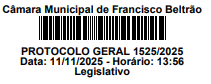 Câmara Municipal de Francisco Beltrão
PROTOCOLO GERAL 1525/2025
Data: 11/11/2025 - Horário: 13:56
Legislativo